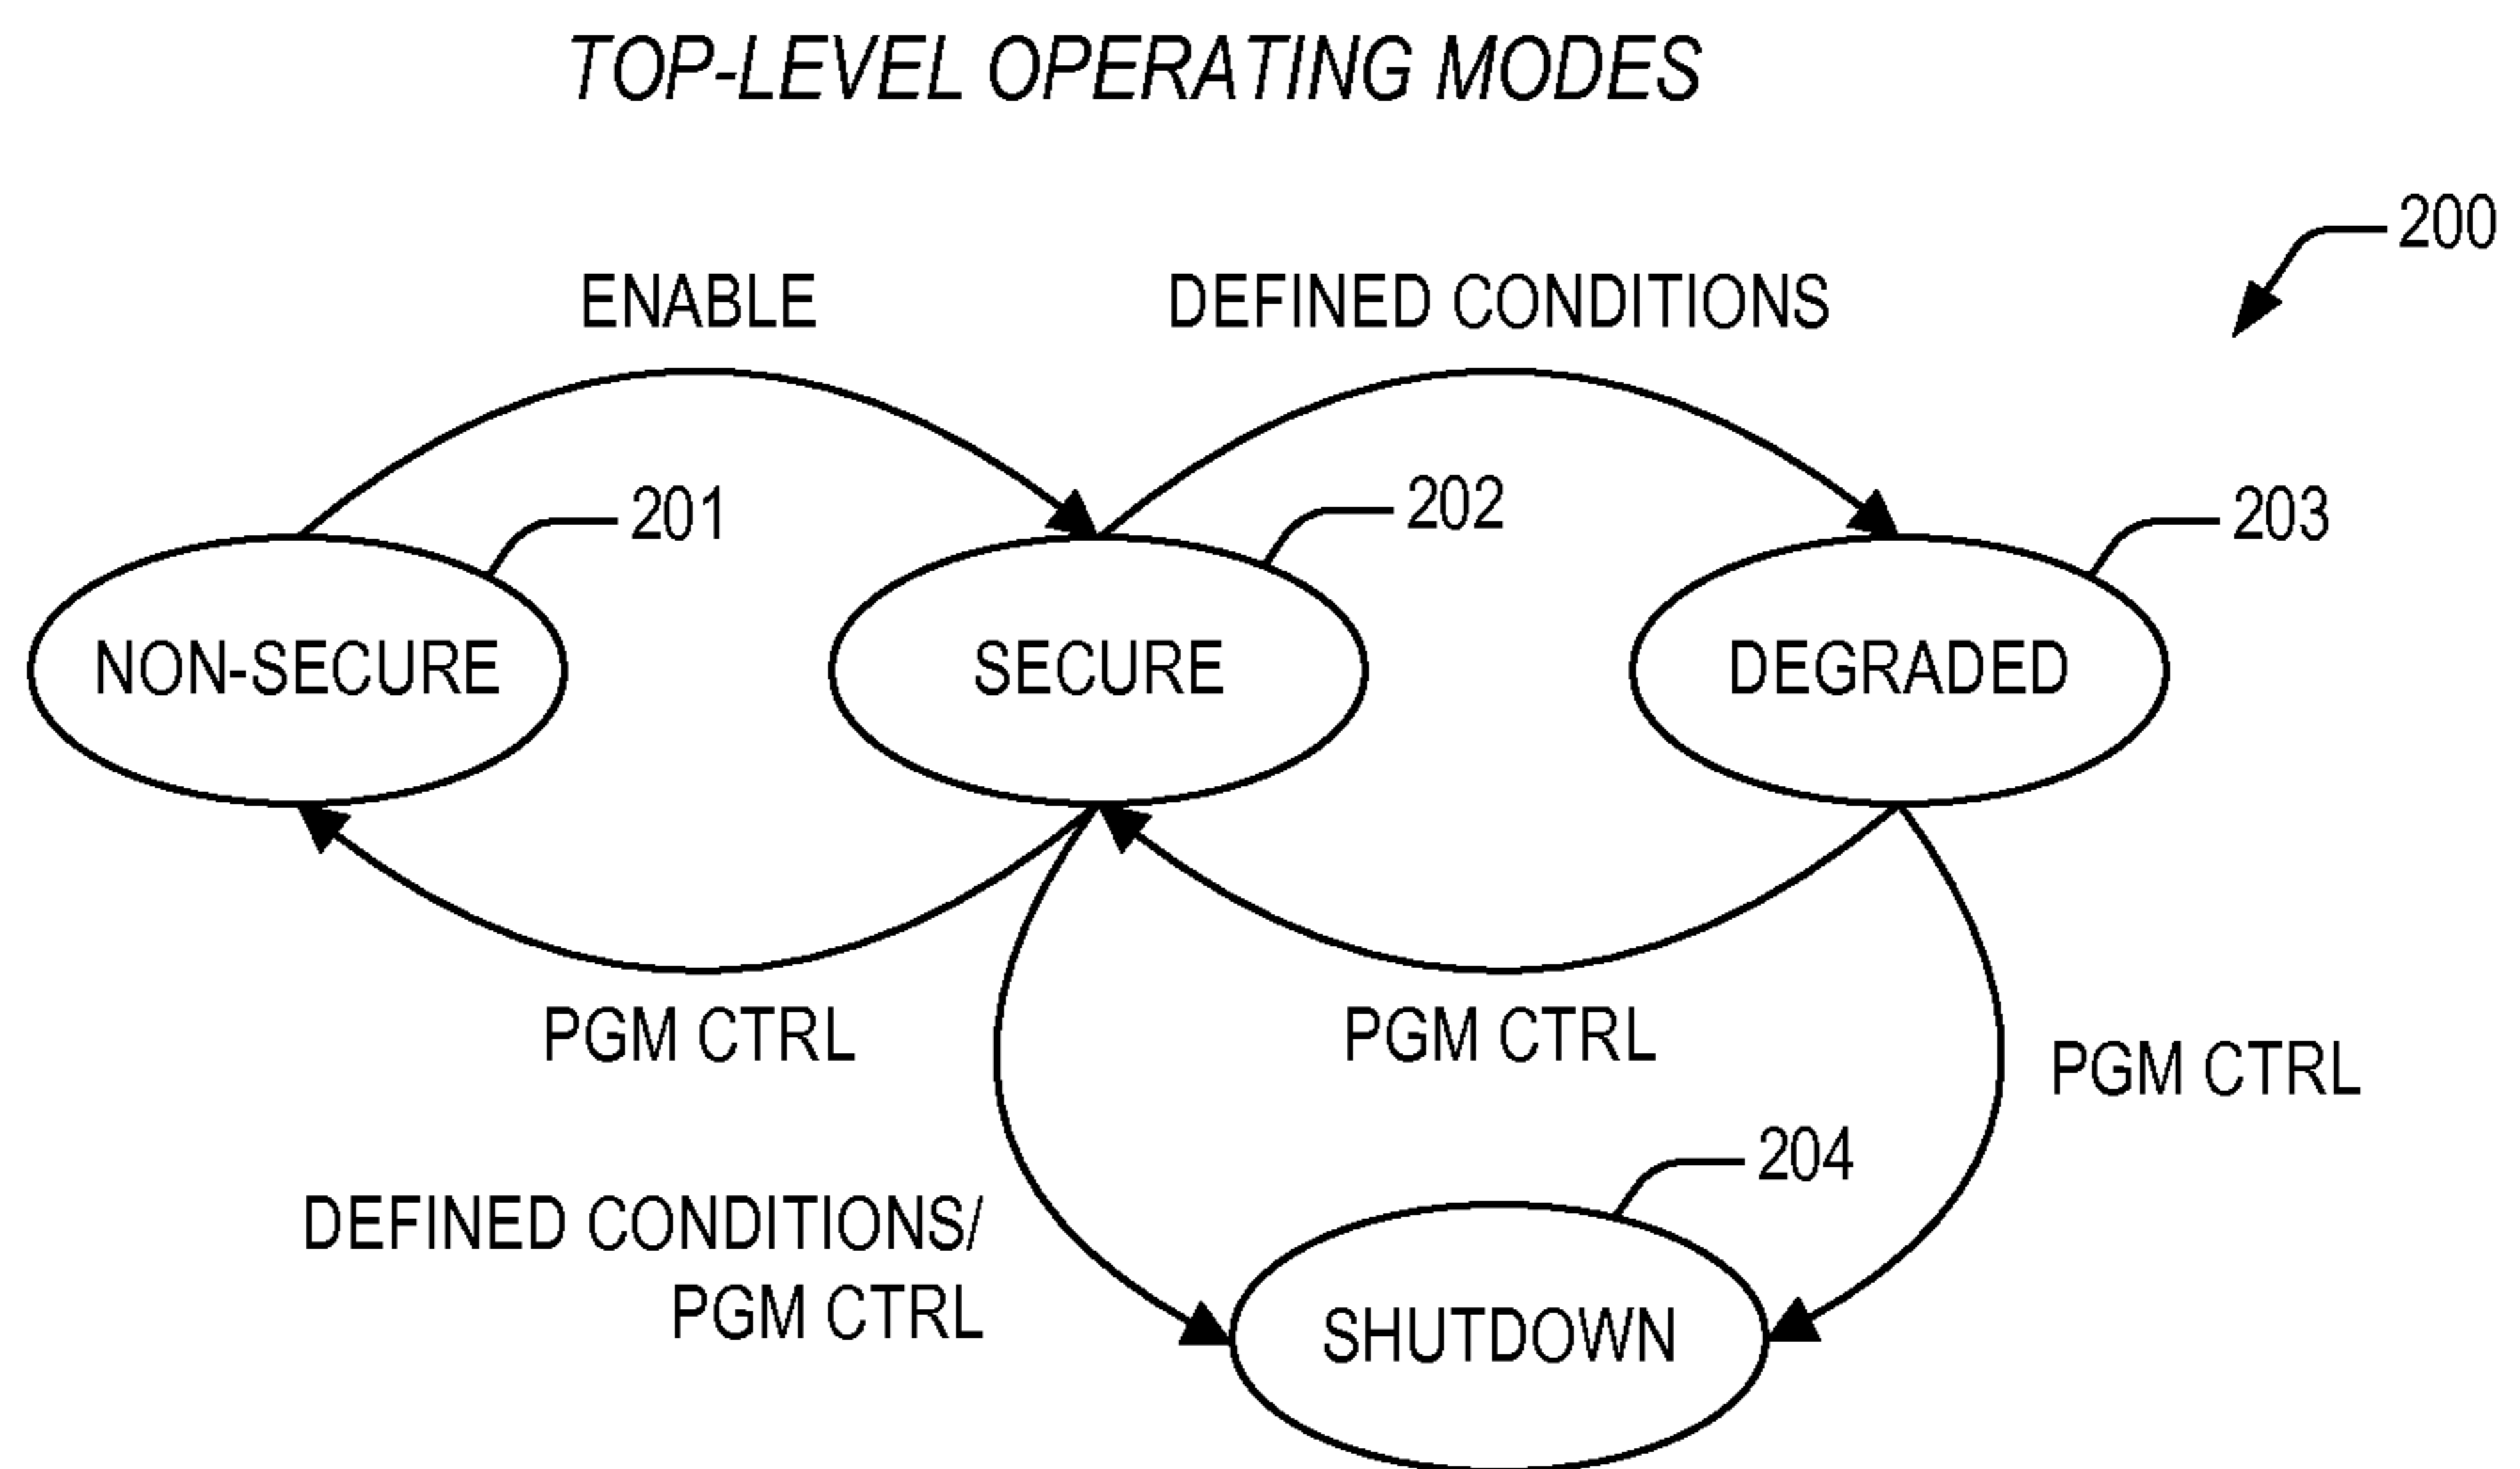 TOP-LEVEL OPERATING MODES
200
ENABLE
DEFINED CONDITIONS
201
202
203
NON-SECURE
SECURE
DEGRADED
PGM CTRL
PGM CTRL
PGM CTRL
204
DEFINED CONDITIONS/
PGM CTRL
SHUTDOWN